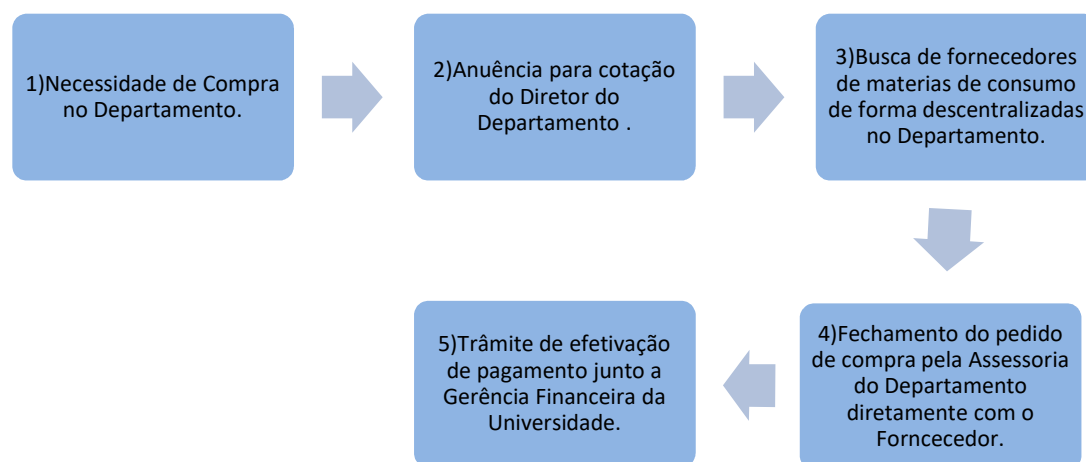 1)Necessidade de Compra
no Departamento.
2)Anuência para cotação
do Diretor do
Departamento .
3)Busca de fornecedores
de materias de consumo
de forma descentralizadas
no Departamento.
4)Fechamento do pedido
de compra pela Assessoria
do Departamento
diretamente com o
Forncecedor.
5)Trâmite de efetivação
de pagamento junto a
Gerência Financeira da
Universidade.